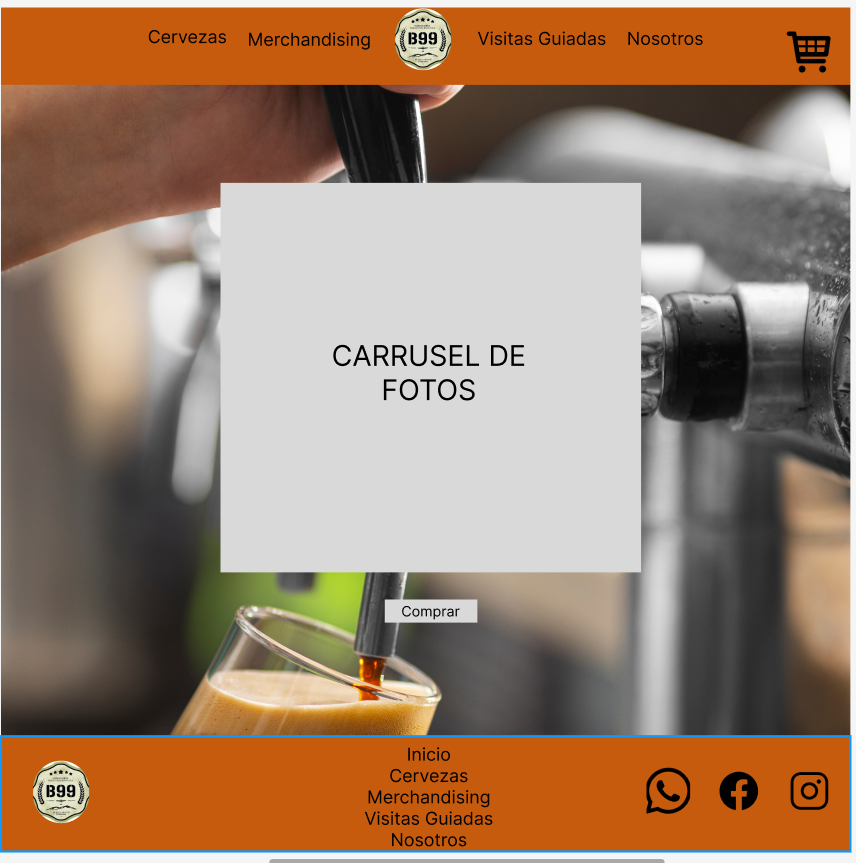 Cervezas
Merchandising
B99
Visitas Guiadas
Nosotros
CARRUSEL DE
FOTOS
Comprar
B99
Inicio
Cervezas
Merchandising
Visitas Guiadas
Nosotros